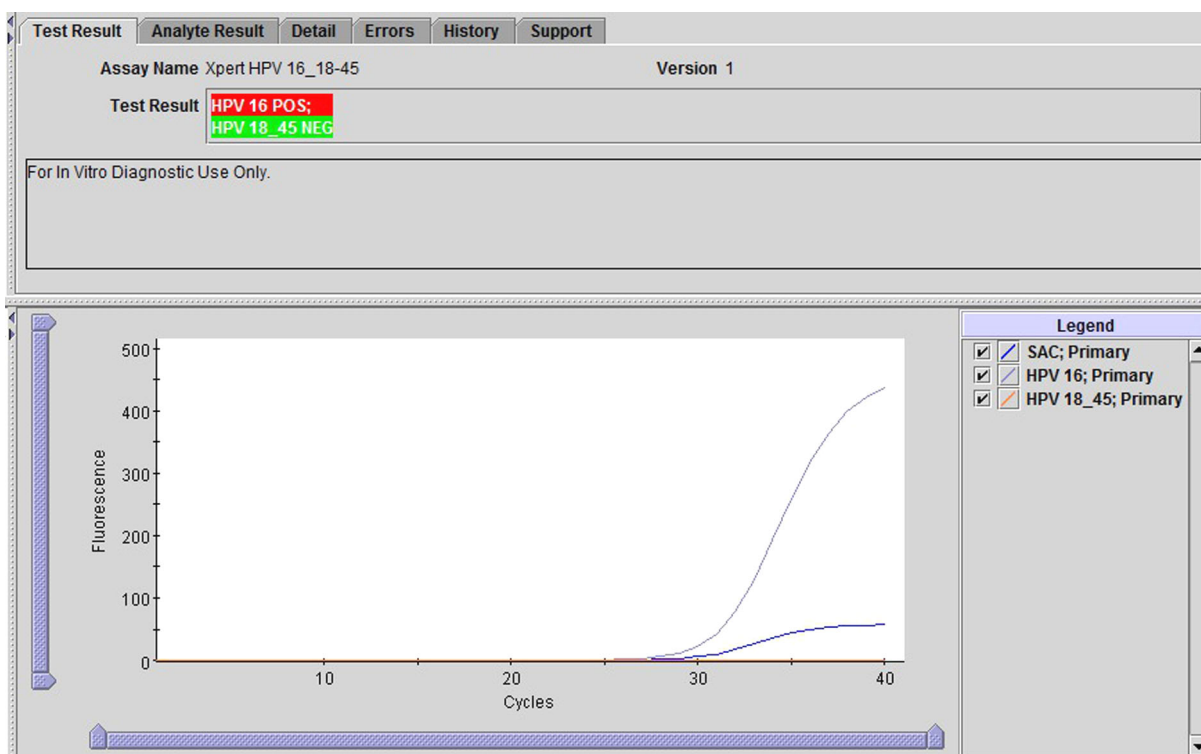 Test Result Analyte Result Detail Errors History Support
Assay Name Xpert HPV 16_18-45 Version 1
Test Result HPV 16 POS;
HPV 18_45 NEG
For In Vitro Diagnostic Use Only.
Legend
SAC; Primary
HPV 16; Primary
HPV 18_45; Primary
500
400
300
200
100
0
Fluorescence
10 20 30 40
Cycles